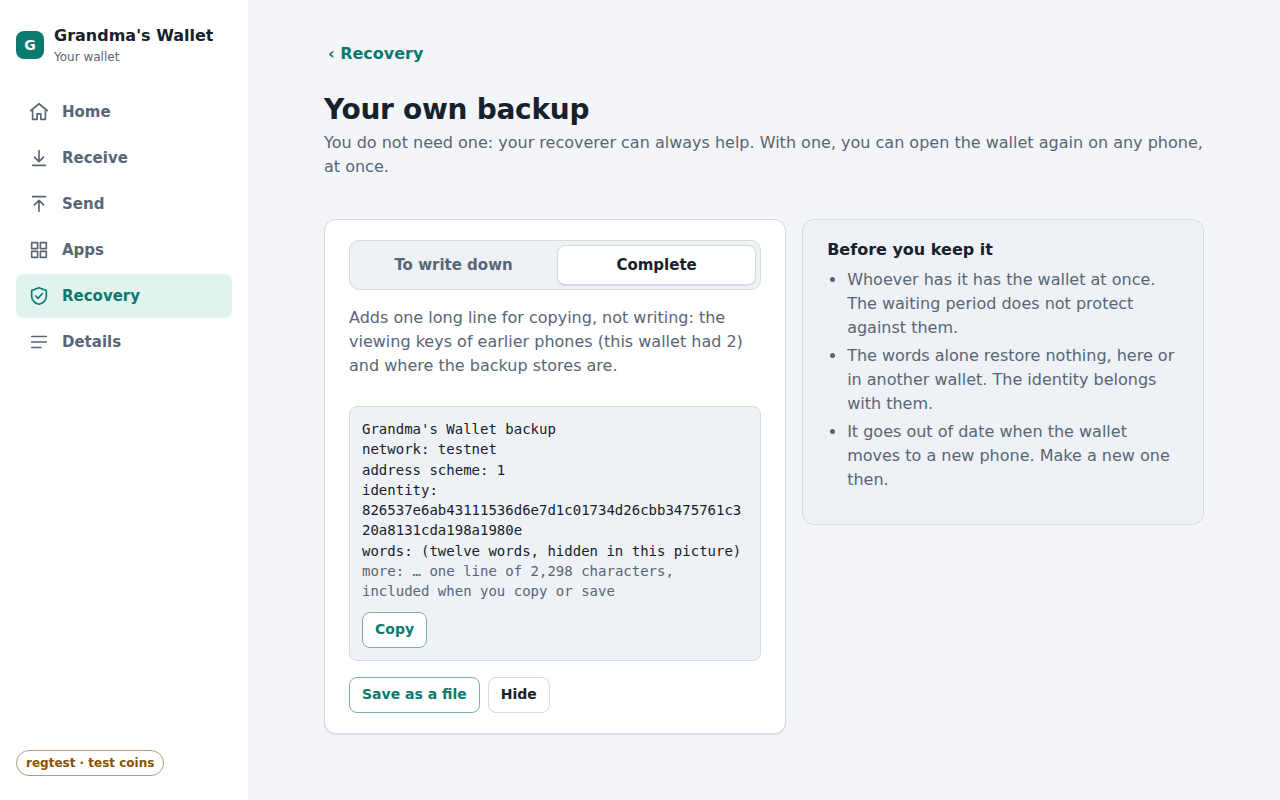 G
Grandma's Wallet
Your wallet
Home
Receive
Send
Apps
Recovery
Details
regtest · test coins
‹ Recovery
Your own backup
You do not need one: your recoverer can always help. With one, you can open the wallet again on any phone,
at once.
To write down
Complete
Adds one long line for copying, not writing: the
viewing keys of earlier phones (this wallet had 2)
and where the backup stores are.
Grandma's Wallet backup
network: testnet
address scheme: 1
identity:
826537e6ab43111536d6e7d1c01734d26cbb3475761c3
20a8131cda198a1980e
words: (twelve words, hidden in this picture)
more: … one line of 2,298 characters,
included when you copy or save
Copy
Save as a file
Hide
Before you keep it
• Whoever has it has the wallet at once.
The waiting period does not protect
against them.
• The words alone restore nothing, here or
in another wallet. The identity belongs
with them.
• It goes out of date when the wallet
moves to a new phone. Make a new one
then.